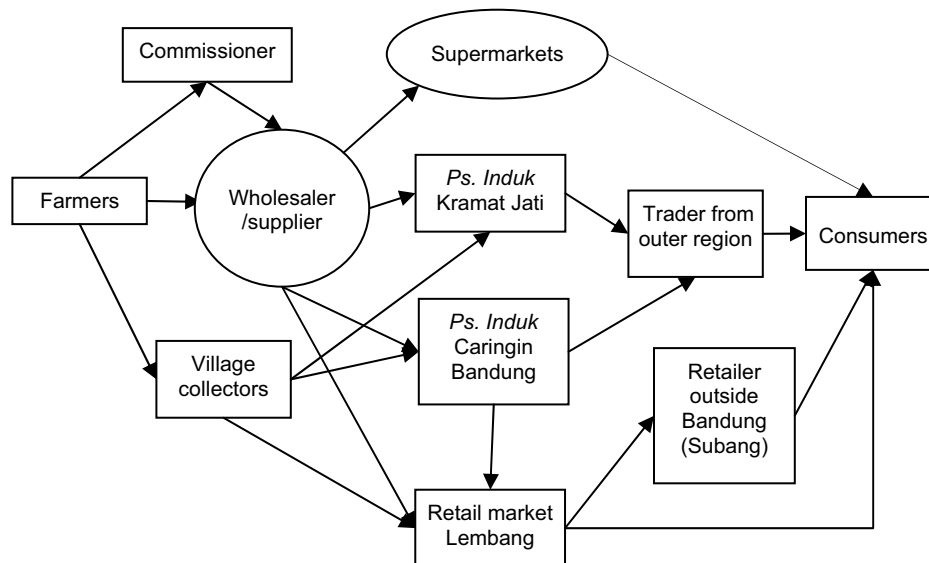 Commissioner
Supermarkets
Farmers
Wholesaler
/supplier
Ps. Induk
Kramat Jati
Trader from
outer region
Consumers
Village
collectors
Ps. Induk
Caringin
Bandung
Retailer
outside
Bandung
(Subang)
Retail market
Lembang